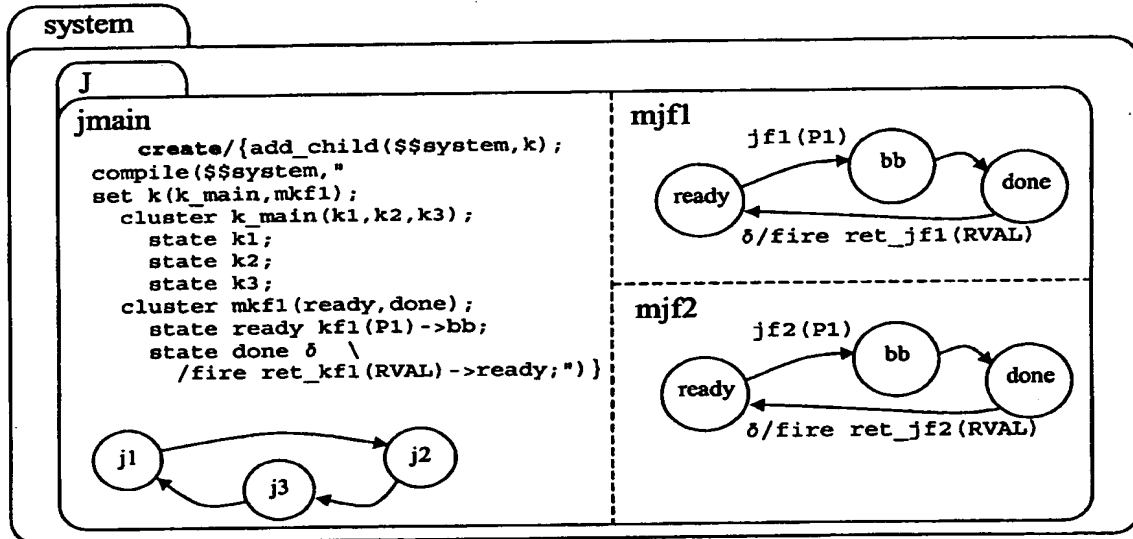 system
J
jmain
create/{add_child($$system,k);
compile($$system,"
set k(k_main,mkf1);
cluster k_main(k1,k2,k3);
state k1;
state k2;
state k3;
cluster mkf1(ready,done);
state ready kf1(P1)->bb;
state done δ \
/fire ret_kf1(RVAL)->ready;")}
j1
j2
j3
mjf1
jf1(P1)
bb
ready
done
δ/fire ret_jf1(RVAL)
mjf2
jf2(P1)
bb
ready
done
δ/fire ret_jf2(RVAL)